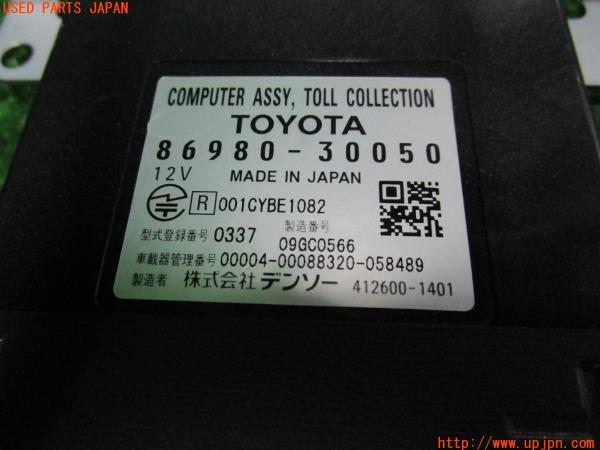 USED PARTS JAPAN
COMPUTER ASSY, TOLL COLLECTION
TOYOTA
86980-30050
12V MADE IN JAPAN
R 001CYBE1082
型式登録番号 0337 製造番号 09GC0566
車載器管理番号 00004-00088320-058489
製造者 株式会社デンソー 412600-1401
http://www.upjpn.com/